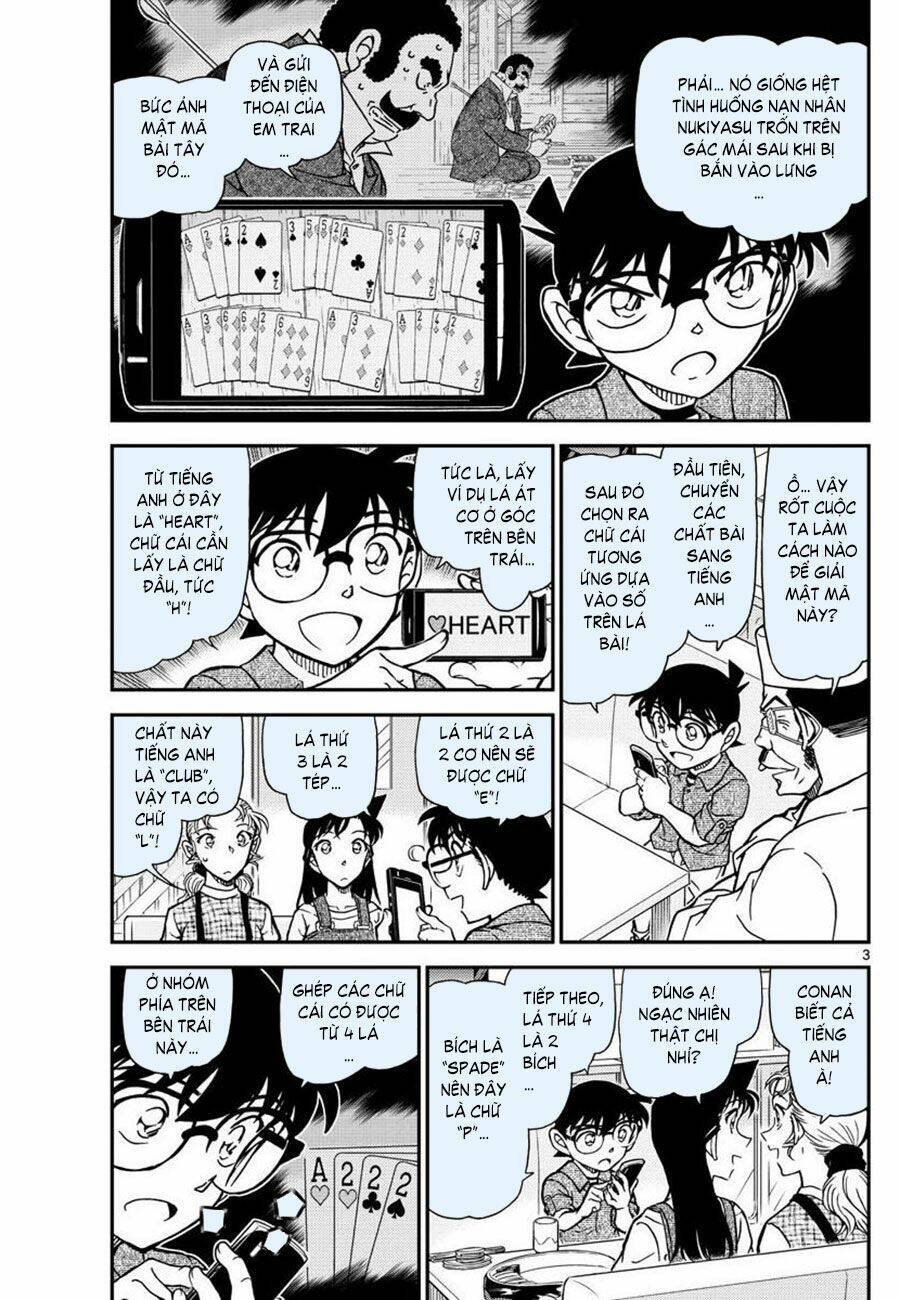 PHẢI... NÓ GIỐNG HỆT
TÌNH HUỐNG NẠN NHÂN
NUKIYASU TRỐN TRÊN
GÁC MÁI SAU KHI BỊ
BẮN VÀO LƯNG
...
VÀ GỬI
ĐẾN ĐIỆN
THOẠI CỦA
EM TRAI
...
BỨC ẢNH
MẬT MÃ
BÀI TÂY
ĐÓ...
Ồ... VẬY
RỐT CUỘC
TA LÀM
CÁCH NÀO
ĐỂ GIẢI
MẬT MÃ
NÀY?
ĐẦU TIÊN,
CHUYỂN
CÁC
CHẤT BÀI
SANG
TIẾNG
ANH
...
SAU ĐÓ
CHỌN RA
CHỮ CÁI
TƯƠNG
ỨNG DỰA
VÀO SỐ
TRÊN LÁ
BÀI!
TỨC LÀ, LẤY
VÍ DỤ LÁ ÁT
CƠ Ở GÓC
TRÊN BÊN
TRÁI...
♥HEART
TỪ TIẾNG
ANH Ở ĐÂY
LÀ "HEART",
CHỮ CÁI CẦN
LẤY LÀ CHỮ
ĐẦU, TỨC
"H"!
LÁ THỨ 2 LÀ
2 CƠ NÊN SẼ
ĐƯỢC CHỮ
"E"!
LÁ THỨ
3 LÀ 2
TÉP...
CHẤT NÀY
TIẾNG ANH
LÀ "CLUB",
VẬY TA CÓ
CHỮ
"L"!
3
CONAN
BIẾT CẢ
TIẾNG
ANH
À!
ĐÚNG Ạ!
NGẠC NHIÊN
THẬT CHỊ
NHỈ?
TIẾP THEO,
LÁ THỨ 4
LÀ 2
BÍCH
...
BÍCH LÀ
"SPADE"
NÊN ĐÂY
LÀ CHỮ
"P"...
GHÉP CÁC CHỮ
CÁI CÓ ĐƯỢC
TỪ 4 LÁ
...
Ở NHÓM
PHÍA TRÊN
BÊN TRÁI
NÀY...
A 2 2 2